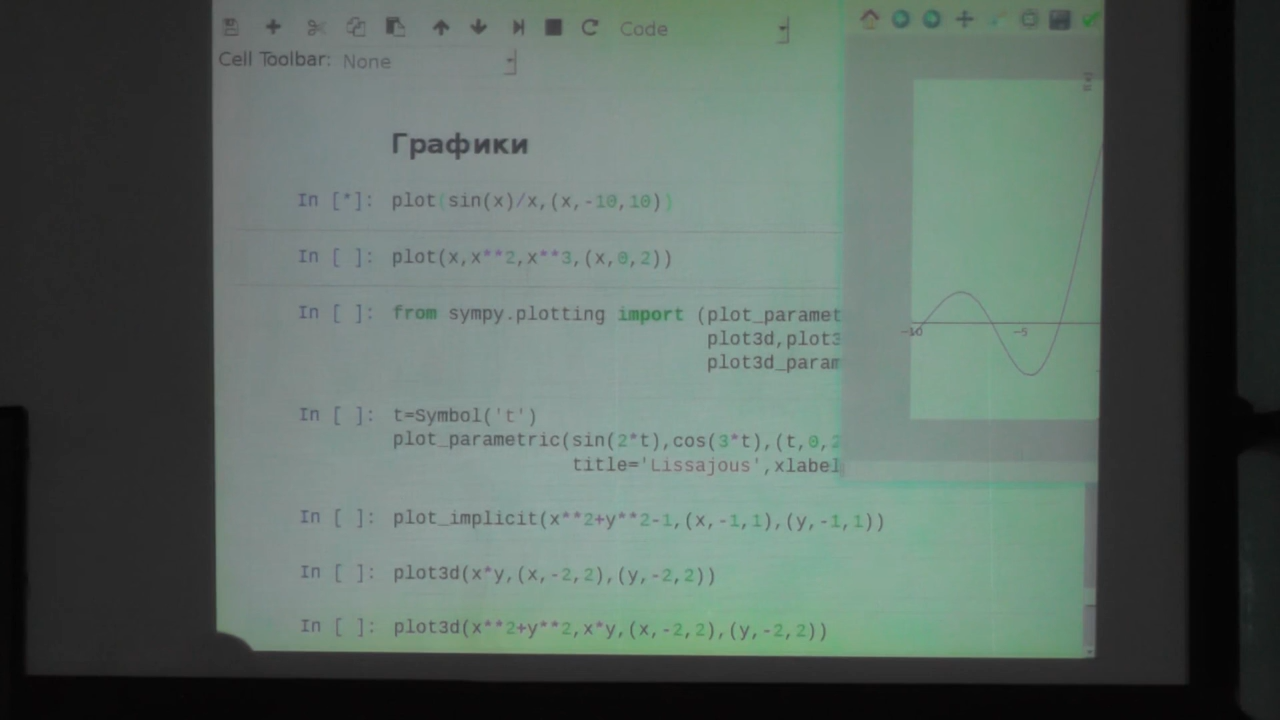 Code
Cell Toolbar: None
Графики
In [*]: plot(sin(x)/x,(x,-10,10))
In [ ]: plot(x,x**2,x**3,(x,0,2))
In [ ]: from sympy.plotting import (plot_paramet
plot3d,plot3
plot3d_param
In [ ]: t=Symbol('t')
plot_parametric(sin(2*t),cos(3*t),(t,0,2
title='Lissajous',xlabel
In [ ]: plot_implicit(x**2+y**2-1,(x,-1,1),(y,-1,1))
In [ ]: plot3d(x*y,(x,-2,2),(y,-2,2))
In [ ]: plot3d(x**2+y**2,x*y,(x,-2,2),(y,-2,2))
−10 −5